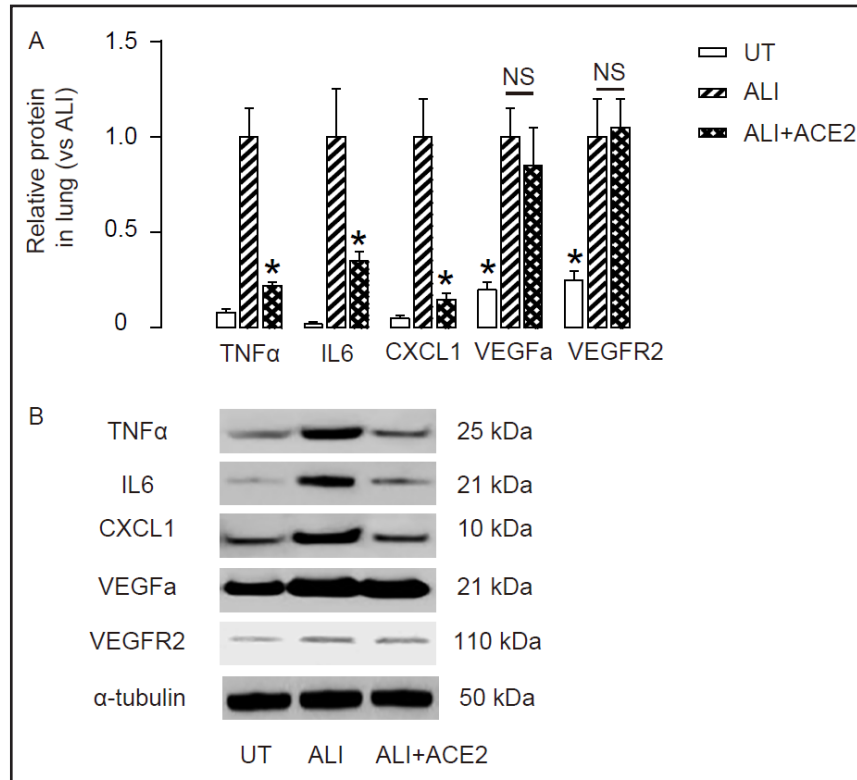 A
Relative protein
in lung (vs ALI)
1.5
1.0
0.5
0
UT
ALI
ALI+ACE2
NS
NS
*
*
*
*
*
TNFα
IL6
CXCL1
VEGFa
VEGFR2
B
TNFα 25 kDa
IL6 21 kDa
CXCL1 10 kDa
VEGFa 21 kDa
VEGFR2 110 kDa
α-tubulin 50 kDa
UT ALI ALI+ACE2